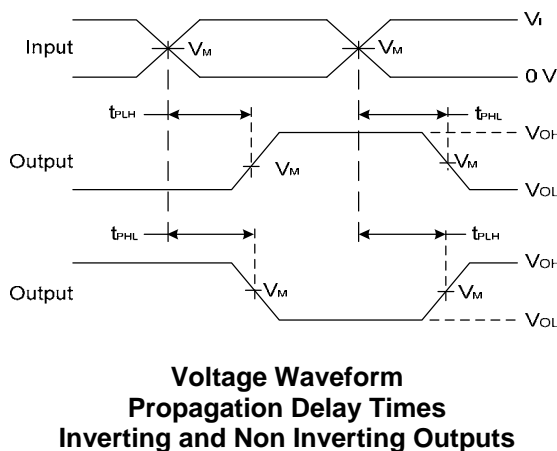 Input
VM
VM
VI
0 V
tPLH
tPHL
Output
VM
VM
VOH
VOL
tPHL
tPLH
Output
VM
VM
VOH
VOL
Voltage Waveform
Propagation Delay Times
Inverting and Non Inverting Outputs